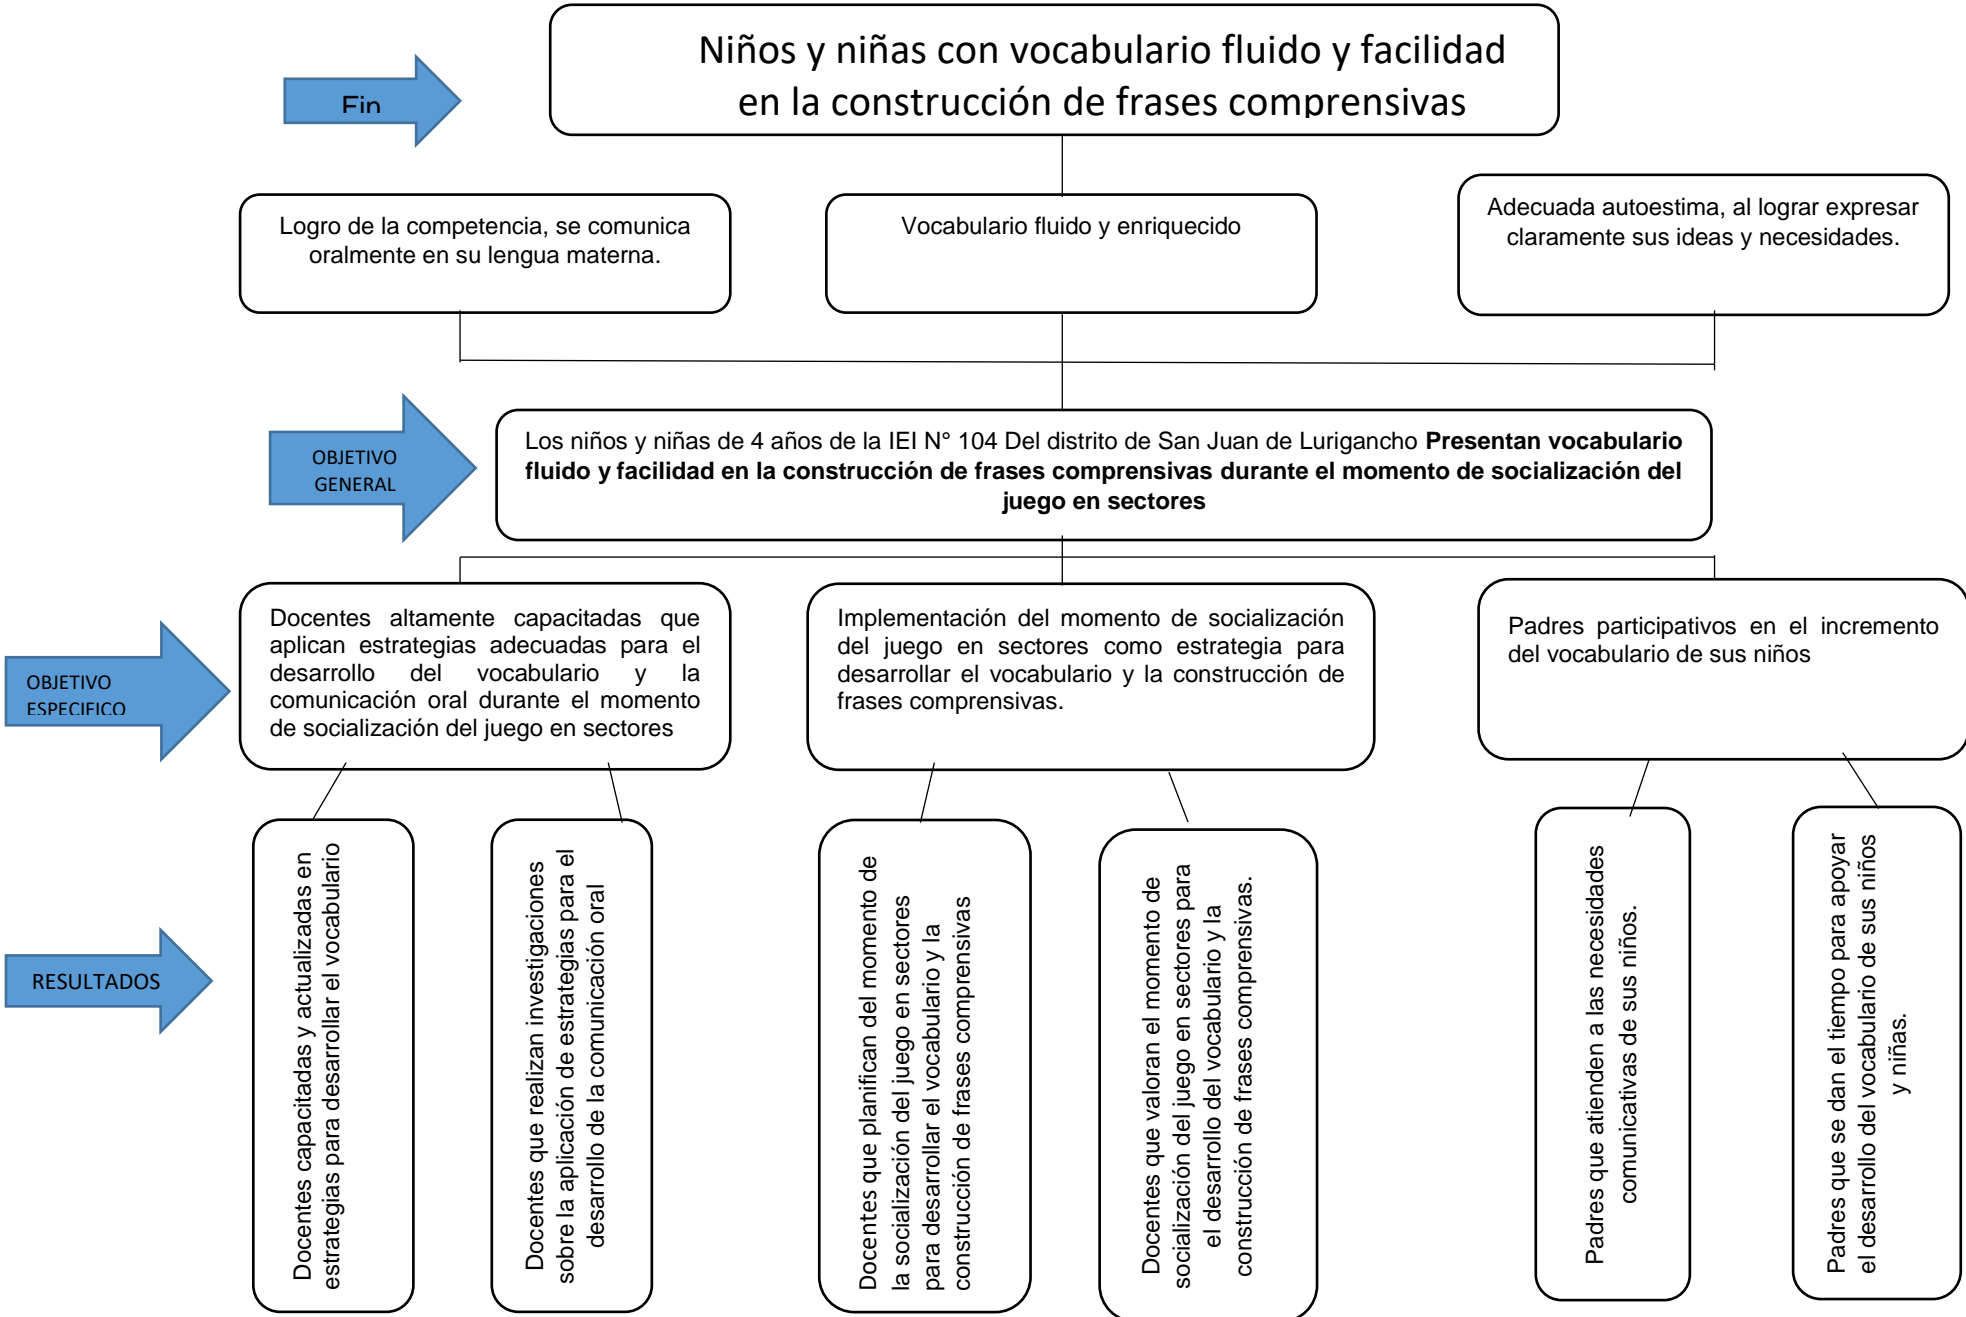 Niños y niñas con vocabulario fluido y facilidad
en la construcción de frases comprensivas
Fin
Logro de la competencia, se comunica
oralmente en su lengua materna.
Vocabulario fluido y enriquecido
Adecuada autoestima, al lograr expresar
claramente sus ideas y necesidades.
OBJETIVO
GENERAL
Los niños y niñas de 4 años de la IEI N° 104 Del distrito de San Juan de Lurigancho Presentan vocabulario
fluido y facilidad en la construcción de frases comprensivas durante el momento de socialización del
juego en sectores
OBJETIVO
ESPECIFICO
Docentes altamente capacitadas que
aplican estrategias adecuadas para el
desarrollo del vocabulario y la
comunicación oral durante el momento
de socialización del juego en sectores
Implementación del momento de socialización
del juego en sectores como estrategia para
desarrollar el vocabulario y la construcción de
frases comprensivas.
Padres participativos en el incremento
del vocabulario de sus niños
RESULTADOS
Docentes capacitadas y actualizadas en
estrategias para desarrollar el vocabulario
Docentes que realizan investigaciones
sobre la aplicación de estrategias para el
desarrollo de la comunicación oral
Docentes que planifican del momento de
la socialización del juego en sectores
para desarrollar el vocabulario y la
construcción de frases comprensivas
Docentes que valoran el momento de
socialización del juego en sectores para
el desarrollo del vocabulario y la
construcción de frases comprensivas.
Padres que atienden a las necesidades
comunicativas de sus niños.
Padres que se dan el tiempo para apoyar
el desarrollo del vocabulario de sus niños
y niñas.